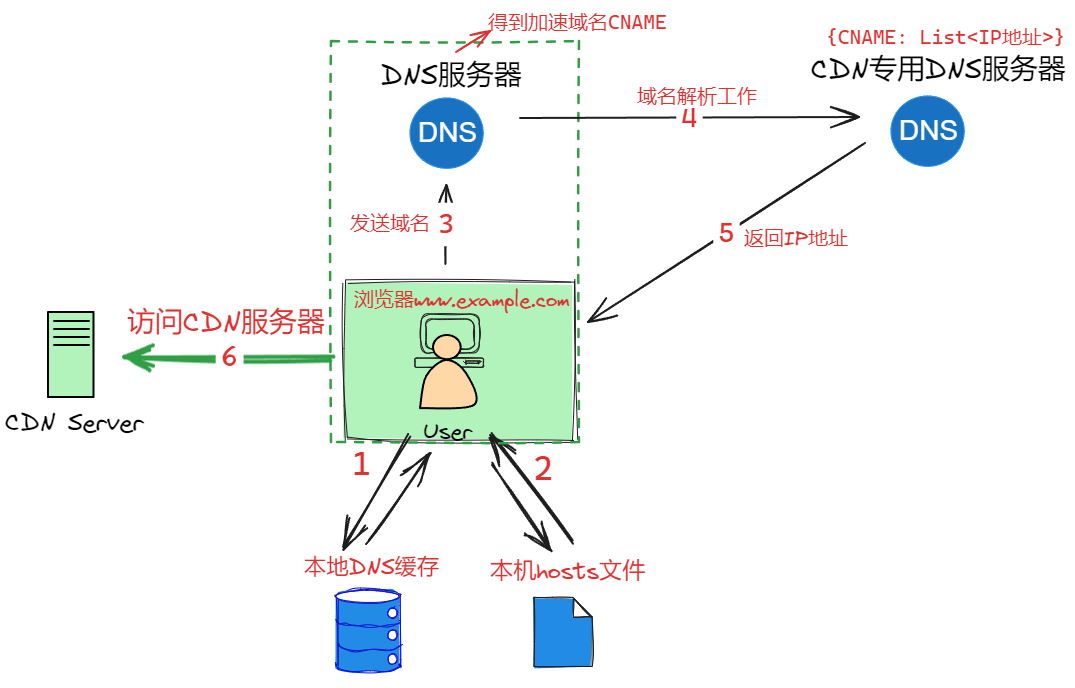 得到加速域名CNAME
{CNAME: List<IP地址>}
DNS服务器
CDN专用DNS服务器
DNS
域名解析工作
4
DNS
发送域名
3
5
返回IP地址
浏览器www.example.com
访问CDN服务器
6
CDN Server
User
1
2
本地DNS缓存
本机hosts文件